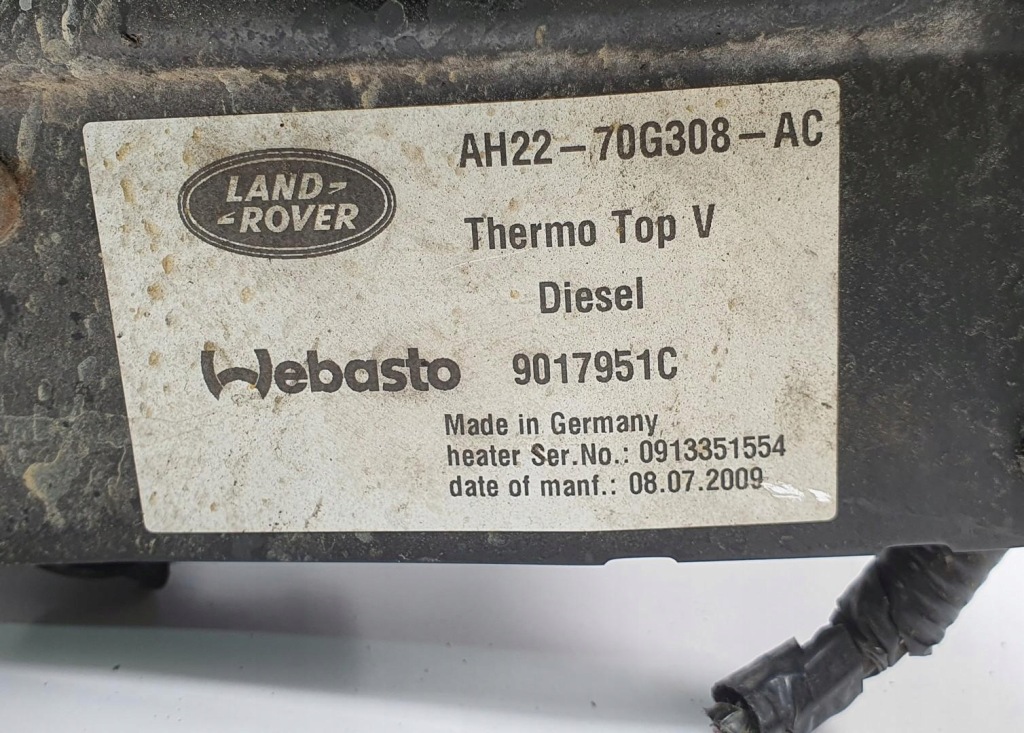 AH22-70G308-AC
LAND-
-ROVER
Thermo Top V
Diesel
Webasto 9017951C
Made in Germany
heater Ser.No.: 0913351554
date of manf.: 08.07.2009